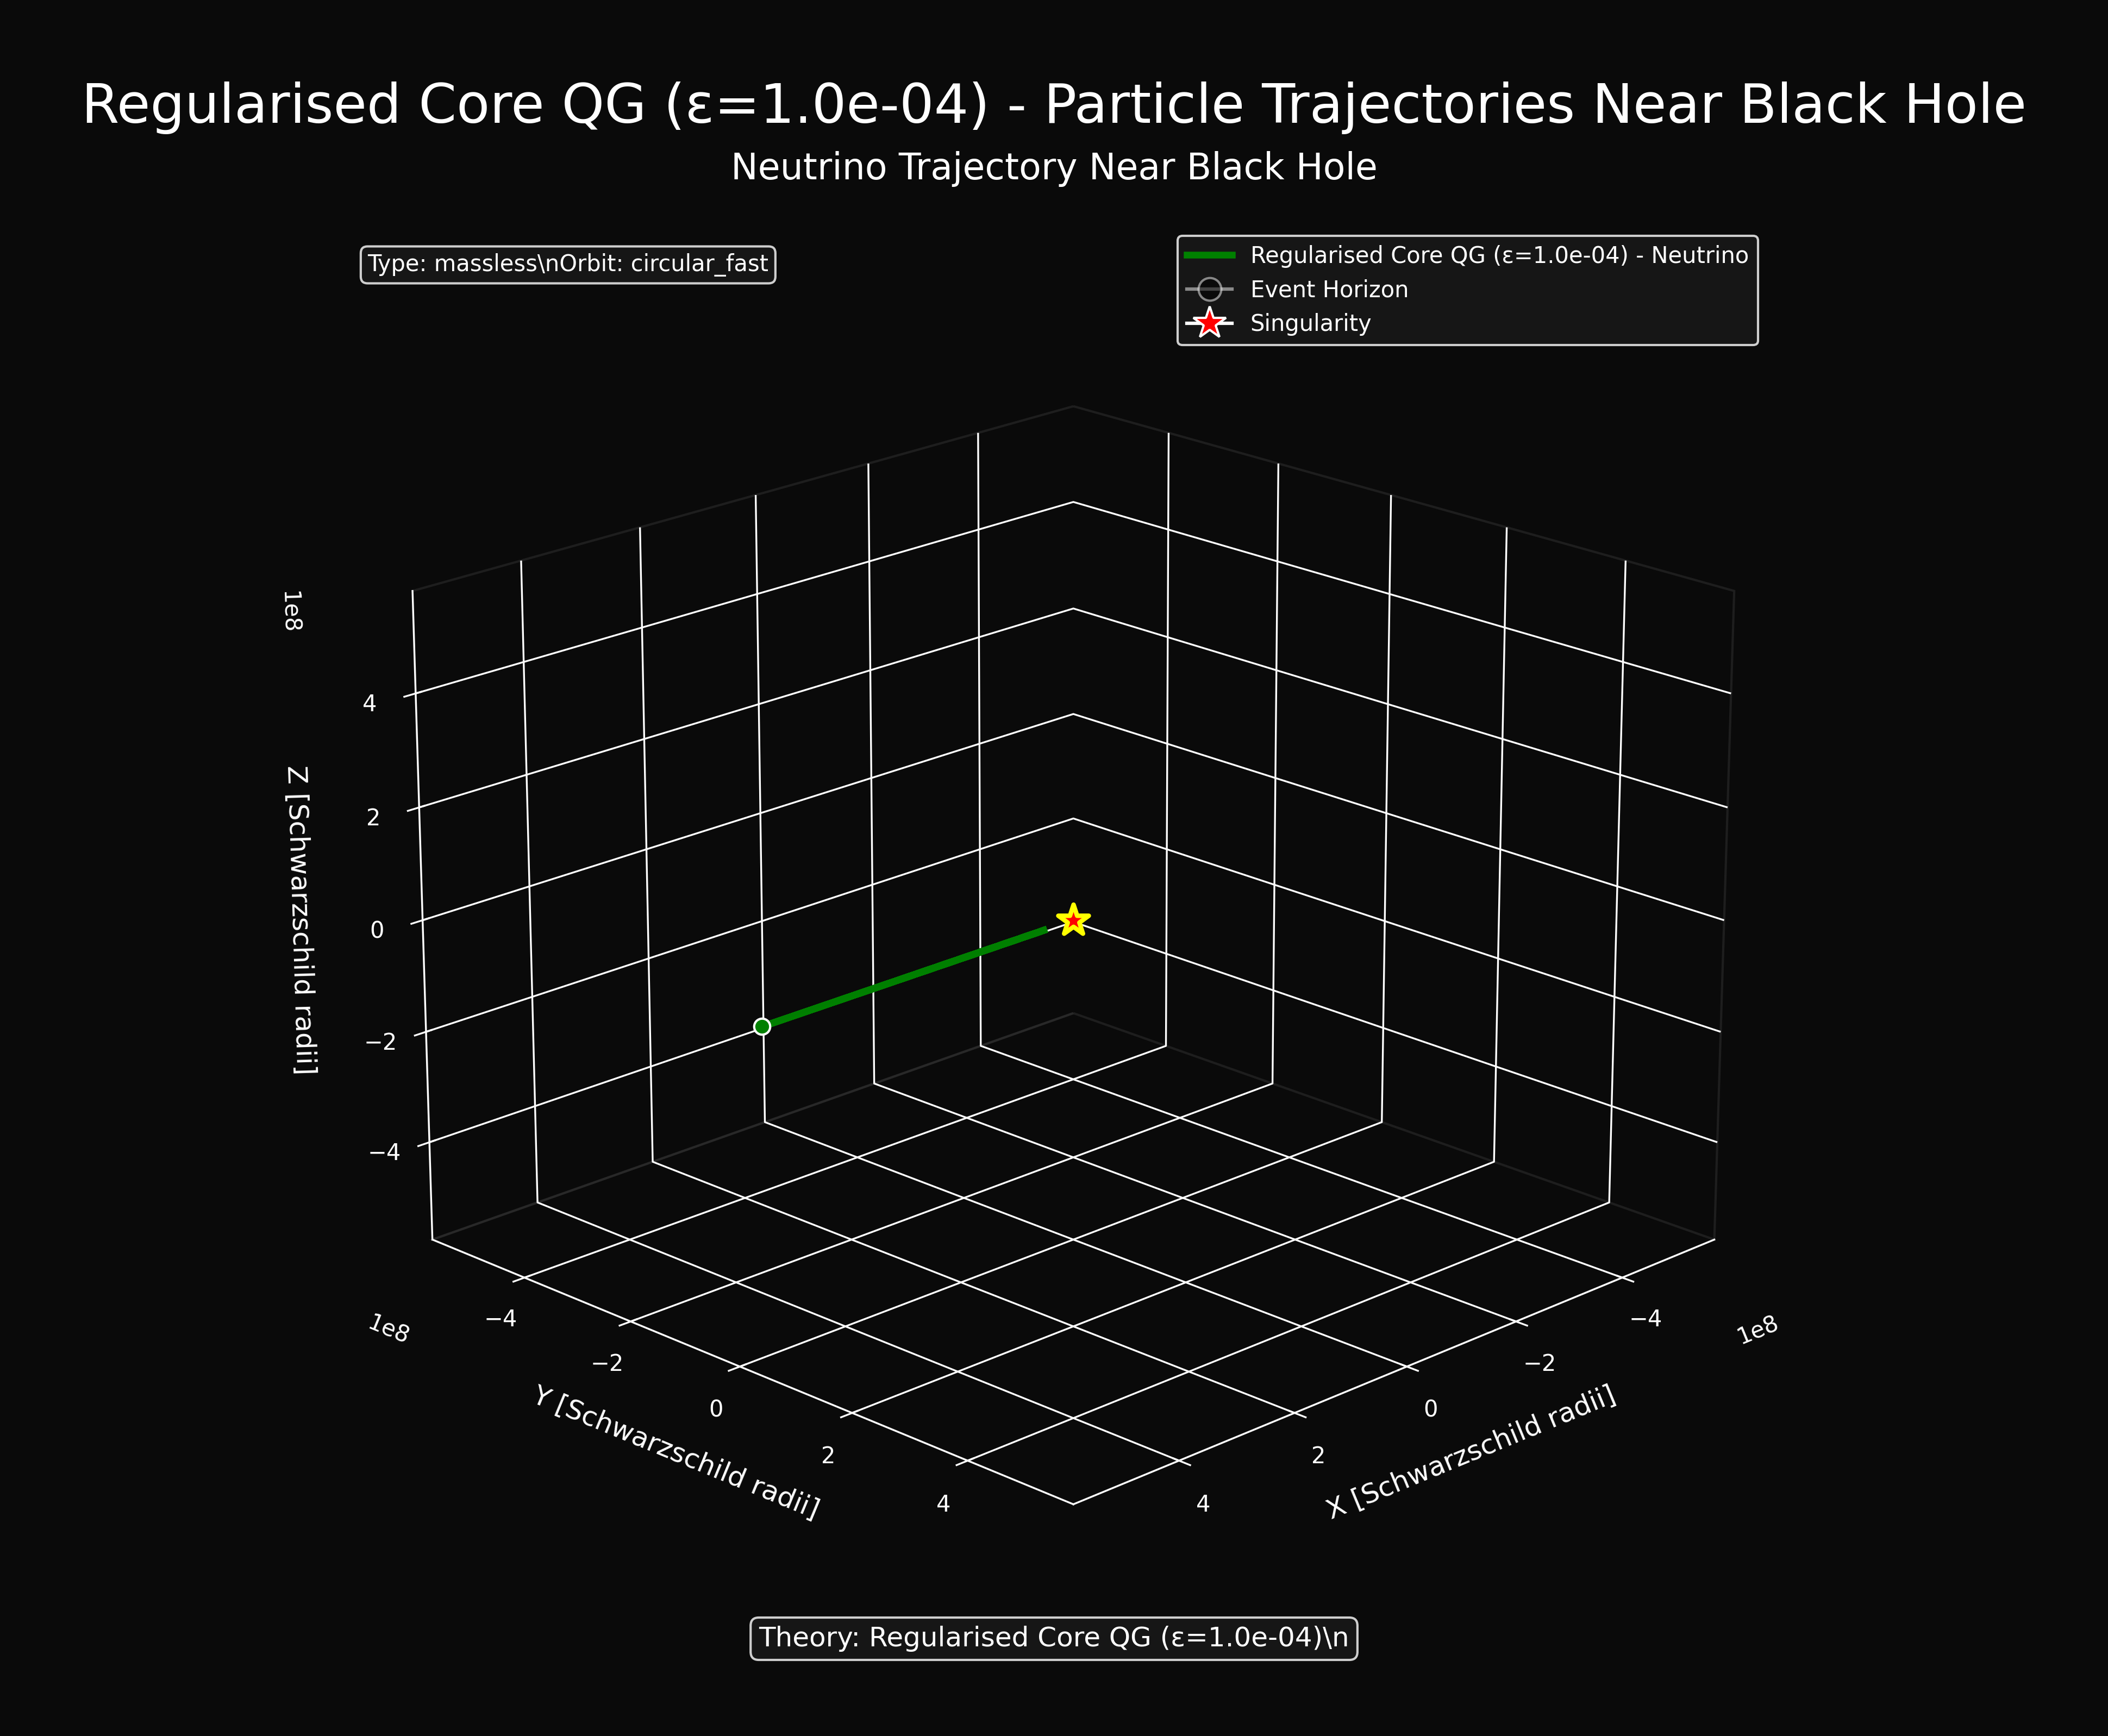 Regularised Core QG (ε=1.0e-04) - Particle Trajectories Near Black Hole
Neutrino Trajectory Near Black Hole
Type: massless\nOrbit: circular_fast
Regularised Core QG (ε=1.0e-04) - Neutrino
Event Horizon
Singularity
1e8
4
2
0
−2
−4
Z [Schwarzschild radii]
1e8
−4
−2
0
2
4
Y [Schwarzschild radii]
4
2
0
−2
−4
1e8
X [Schwarzschild radii]
Theory: Regularised Core QG (ε=1.0e-04)\n